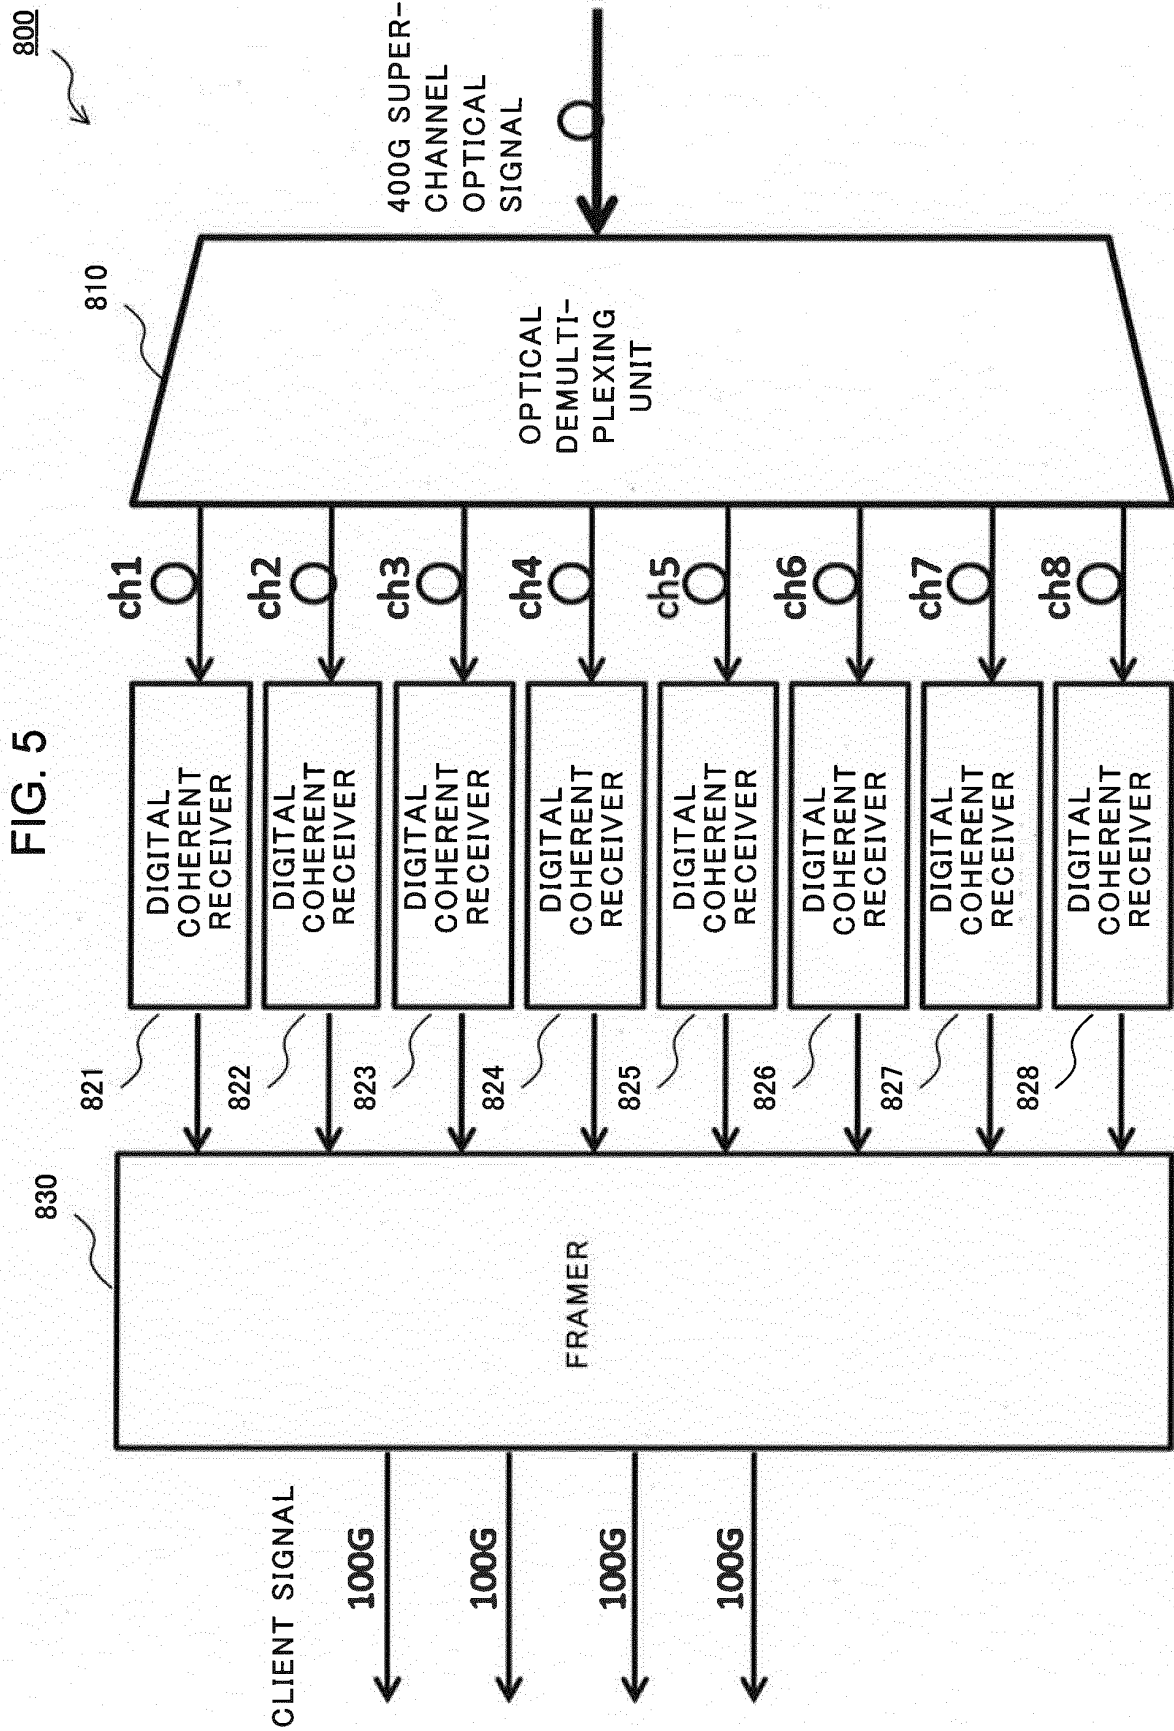 FIG. 5
800
810
400G SUPER-
CHANNEL
OPTICAL
SIGNAL
OPTICAL
DEMULTI-
PLEXING
UNIT
ch1
ch2
ch3
ch4
ch5
ch6
ch7
ch8
DIGITAL
COHERENT
RECEIVER
DIGITAL
COHERENT
RECEIVER
DIGITAL
COHERENT
RECEIVER
DIGITAL
COHERENT
RECEIVER
DIGITAL
COHERENT
RECEIVER
DIGITAL
COHERENT
RECEIVER
DIGITAL
COHERENT
RECEIVER
DIGITAL
COHERENT
RECEIVER
821
822
823
824
825
826
827
828
830
FRAMER
CLIENT SIGNAL
100G
100G
100G
100G